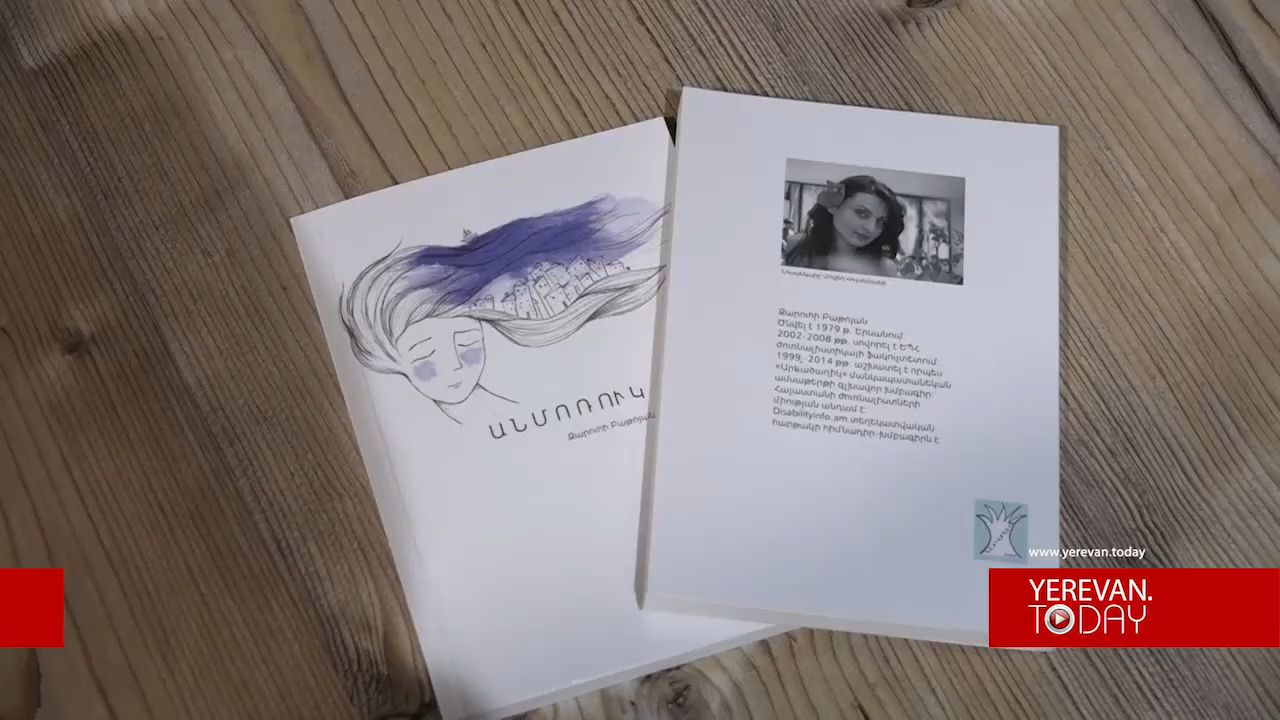 ԱՆՄՈՌՈՒԿ
Զարուհի Բաթոյան
Զարուհի Բաթոյան
Ծնվել է 1979 թ. Երևանում:
2002-2008 թթ. սովորել է ԵՊՀ
ժուռնալիստիկայի ֆակուլտետում:
1999-2014 թթ. աշխատել է որպես
«Արևածաղիկ» մանկապատանեկան
ամսաթերթի գլխավոր խմբագիր:
Հայաստանի ժուռնալիստների
միության անդամ է:
Disabilityinfo.am տեղեկատվական
հարթակի հիմնադիր-խմբագիրն է
www.yerevan.today
YEREVAN.
TODAY